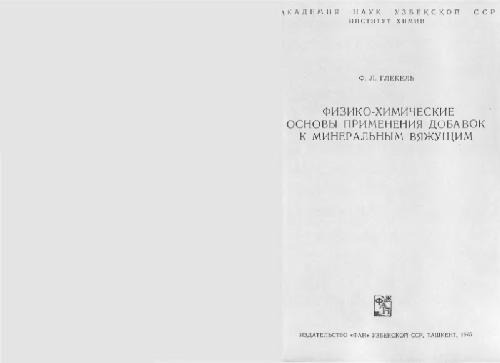 АКАДЕМИЯ НАУК УЗБЕКСКОЙ ССР
ИНСТИТУТ ХИМИИ
Ф. Л. ГЛЕКЕЛЬ
ФИЗИКО-ХИМИЧЕСКИЕ
ОСНОВЫ ПРИМЕНЕНИЯ ДОБАВОК
К МИНЕРАЛЬНЫМ ВЯЖУЩИМ
ИЗДАТЕЛЬСТВО «ФАН» УЗБЕКСКОЙ ССР, ТАШКЕНТ,